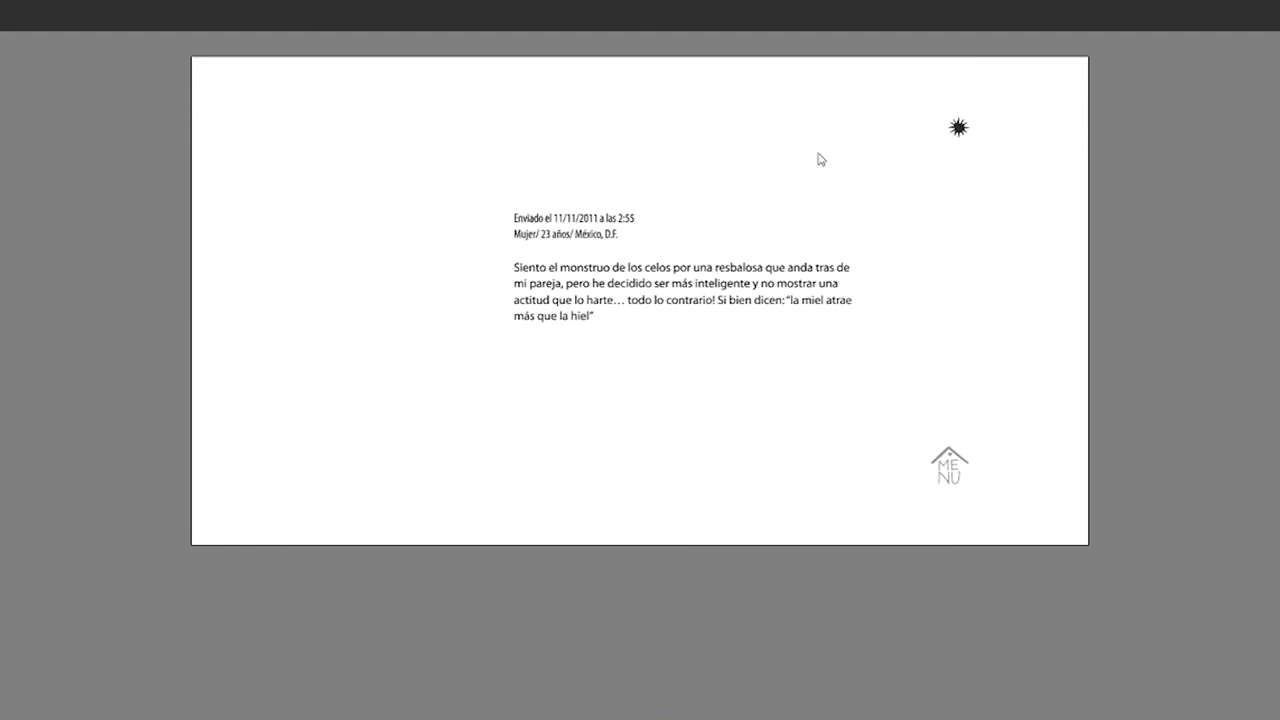 Enviado el 11/11/2011 a las 2:55
Mujer/ 23 años/ México, D.F.
Siento el monstruo de los celos por una resbalosa que anda tras de
mi pareja, pero he decidido ser más inteligente y no mostrar una
actitud que lo harte… todo lo contrario! Si bien dicen: “la miel atrae
más que la hiel”
ME
NU